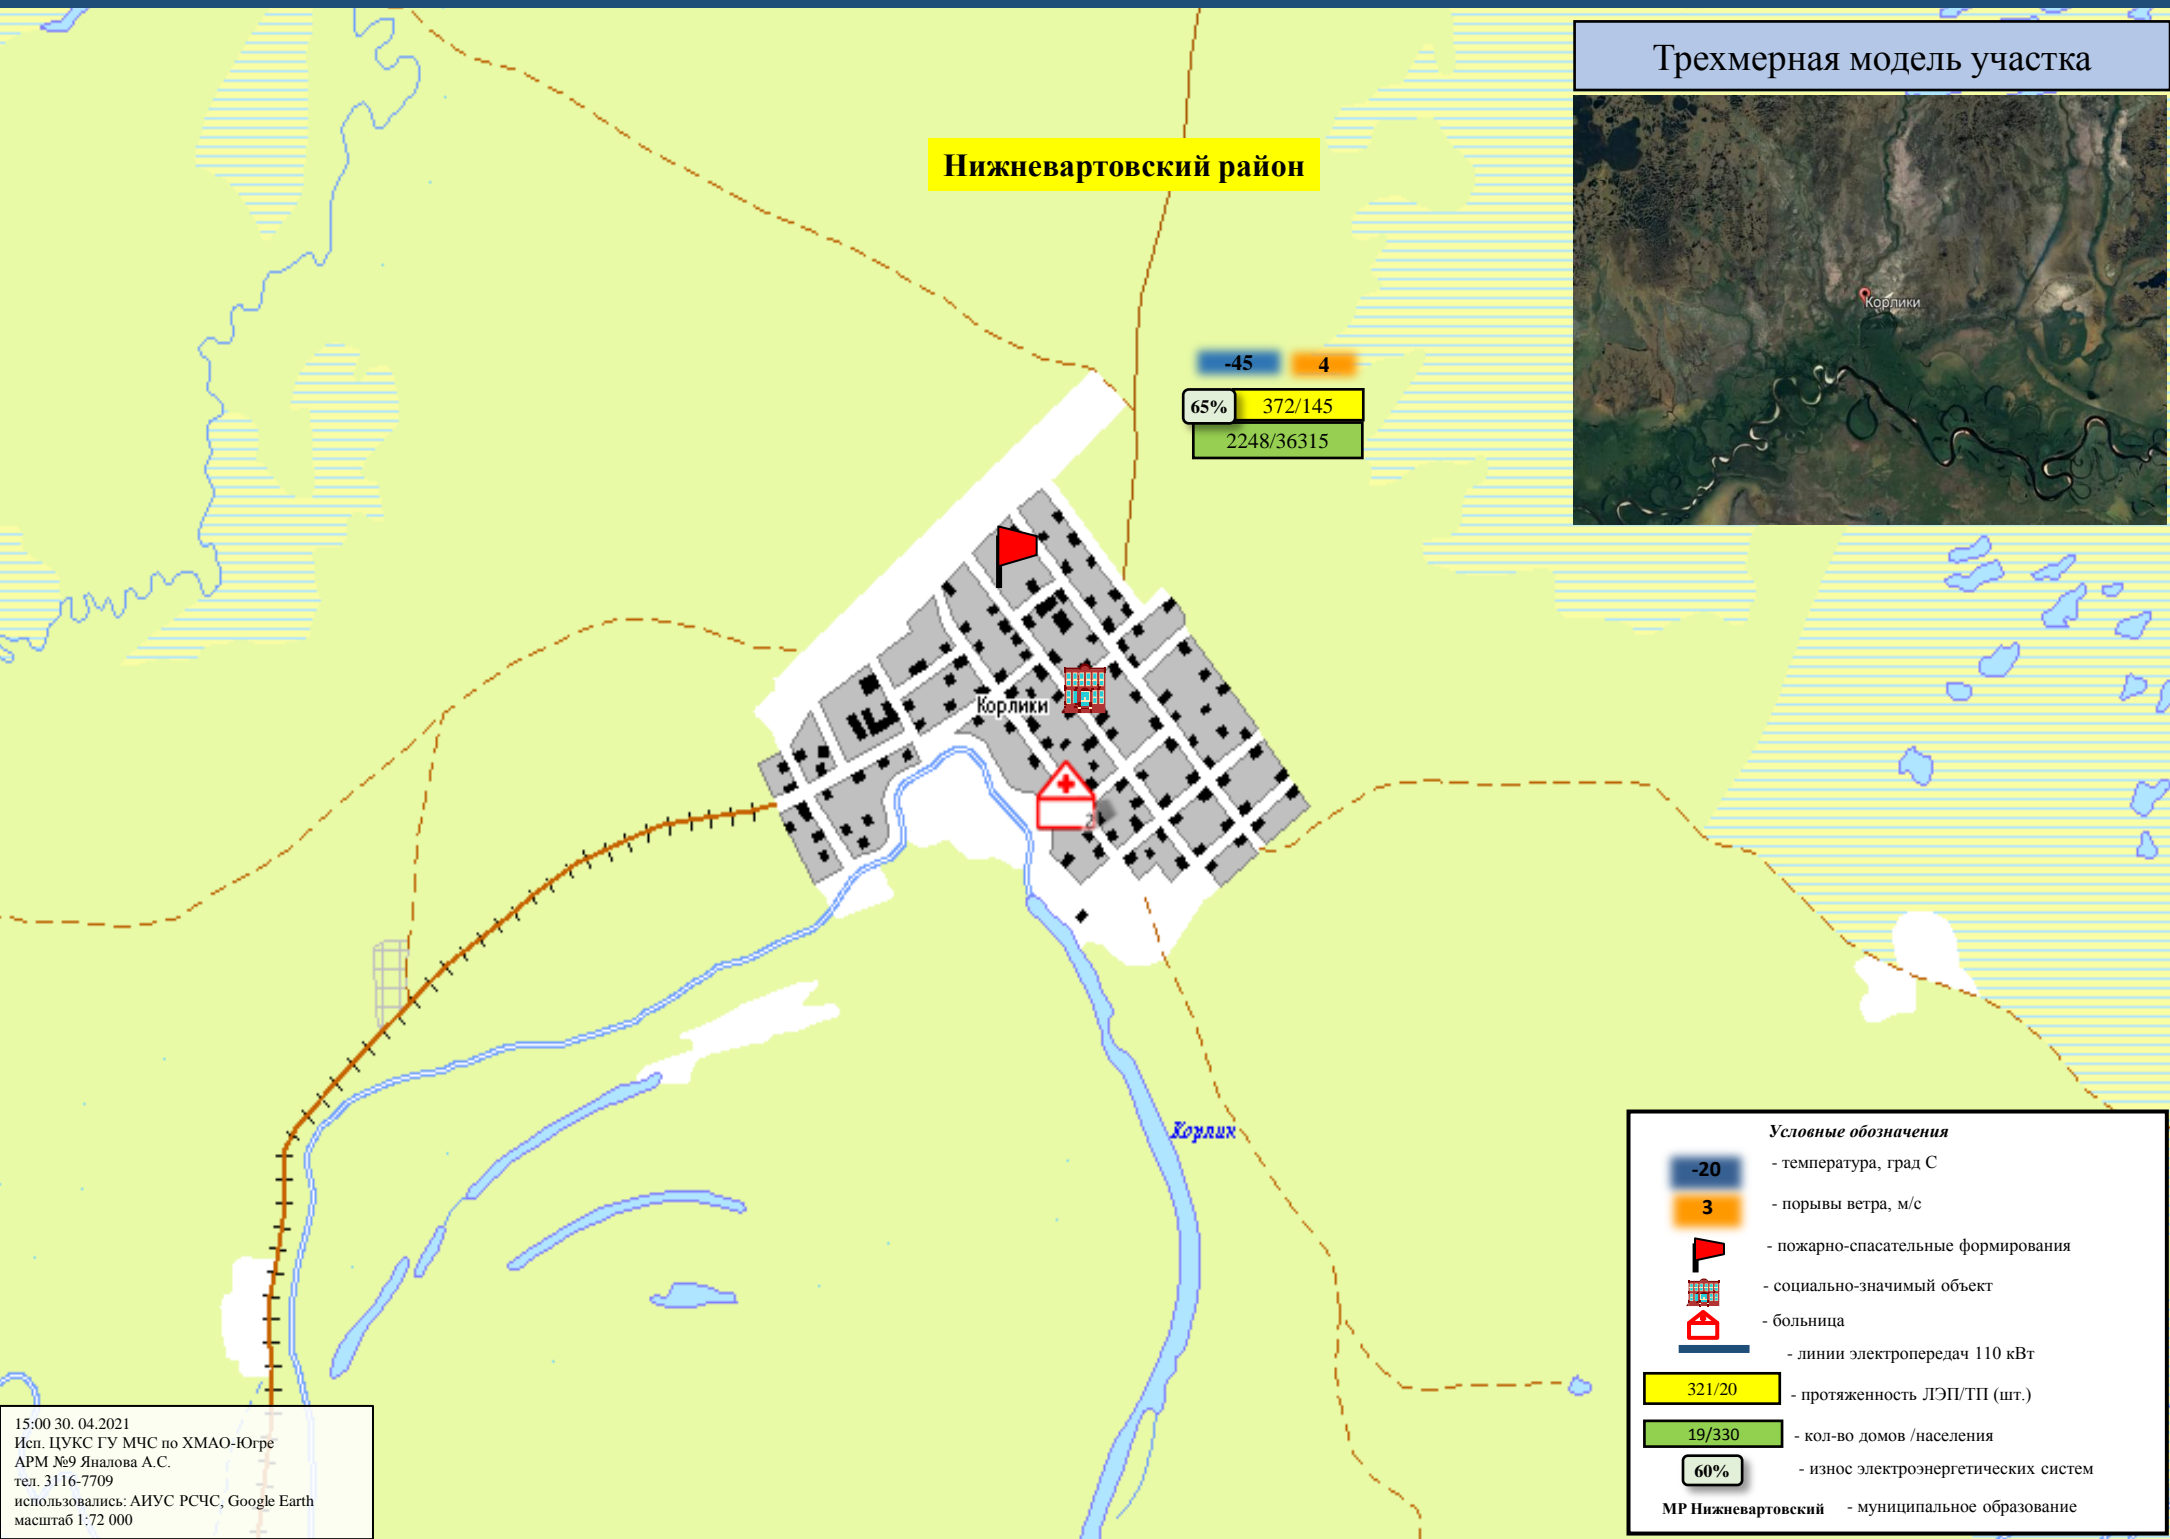 Трехмерная модель участка
Нижневартовский район
Корлики
-45
4
65%
372/145
2248/36315
Корлики
2
Корлик
Условные обозначения
-20
- температура, град С
3
- порывы ветра, м/с
- пожарно-спасательные формирования
- социально-значимый объект
- больница
- линии электропередач 110 кВт
321/20
- протяженность ЛЭП/ТП (шт.)
19/330
- кол-во домов /населения
60%
- износ электроэнергетических систем
МР Нижневартовский - муниципальное образование
15:00 30. 04.2021
Исп. ЦУКС ГУ МЧС по ХМАО-Югре
АРМ №9 Яналова А.С.
тел. 3116-7709
использовались: АИУС РСЧС, Google Earth
масштаб 1:72 000